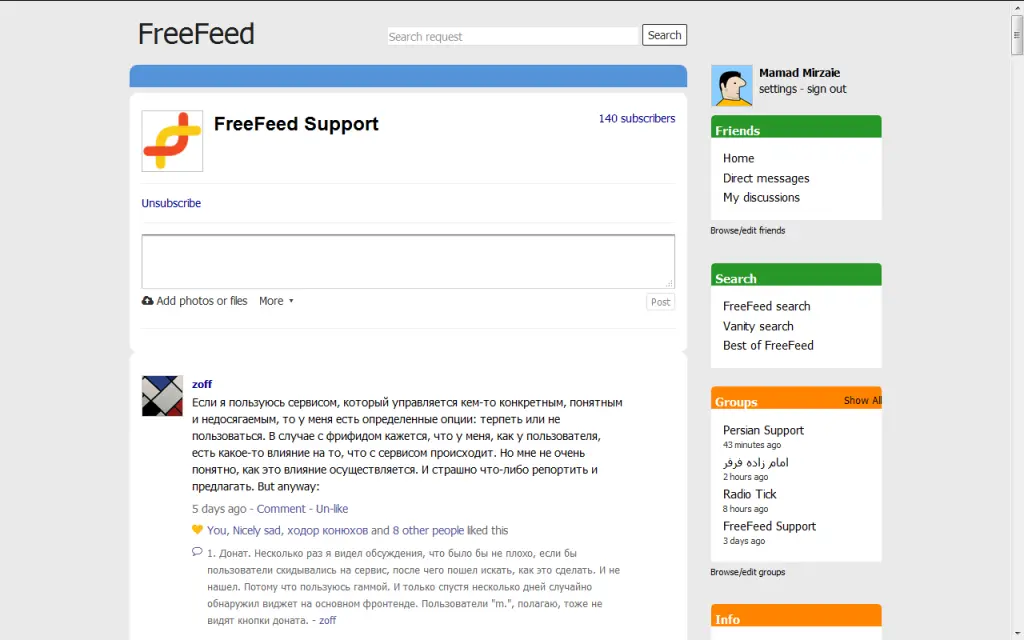 FreeFeed
Search request
Search
FreeFeed Support
140 subscribers
Unsubscribe
Add photos or files More
Post
zoff
Если я пользуюсь сервисом, который управляется кем-то конкретным, понятным
и недосягаемым, то у меня есть определенные опции: терпеть или не
пользоваться. В случае с фрифидом кажется, что у меня, как у пользователя,
есть какое-то влияние на то, что с сервисом происходит. Но мне не очень
понятно, как это влияние осуществляется. И страшно что-либо репортить и
предлагать. But anyway:
5 days ago - Comment - Un-like
You, Nicely sad, ходор конюхов and 8 other people liked this
1. Донат. Несколько раз я видел обсуждения, что было бы не плохо, если бы
пользователи скидывались на сервис, после чего пошел искать, как это сделать. И не
нашел. Потому что пользуюсь гаммой. И только спустя несколько дней случайно
обнаружил виджет на основном фронтенде. Пользователи "m.", полагаю, тоже не
видят кнопки доната. - zoff
Mamad Mirzaie
settings - sign out
Friends
Home
Direct messages
My discussions
Browse/edit friends
Search
FreeFeed search
Vanity search
Best of FreeFeed
Groups
Show All
Persian Support
43 minutes ago
امام زاده فرفر
2 hours ago
Radio Tick
8 hours ago
FreeFeed Support
3 days ago
Browse/edit groups
Info